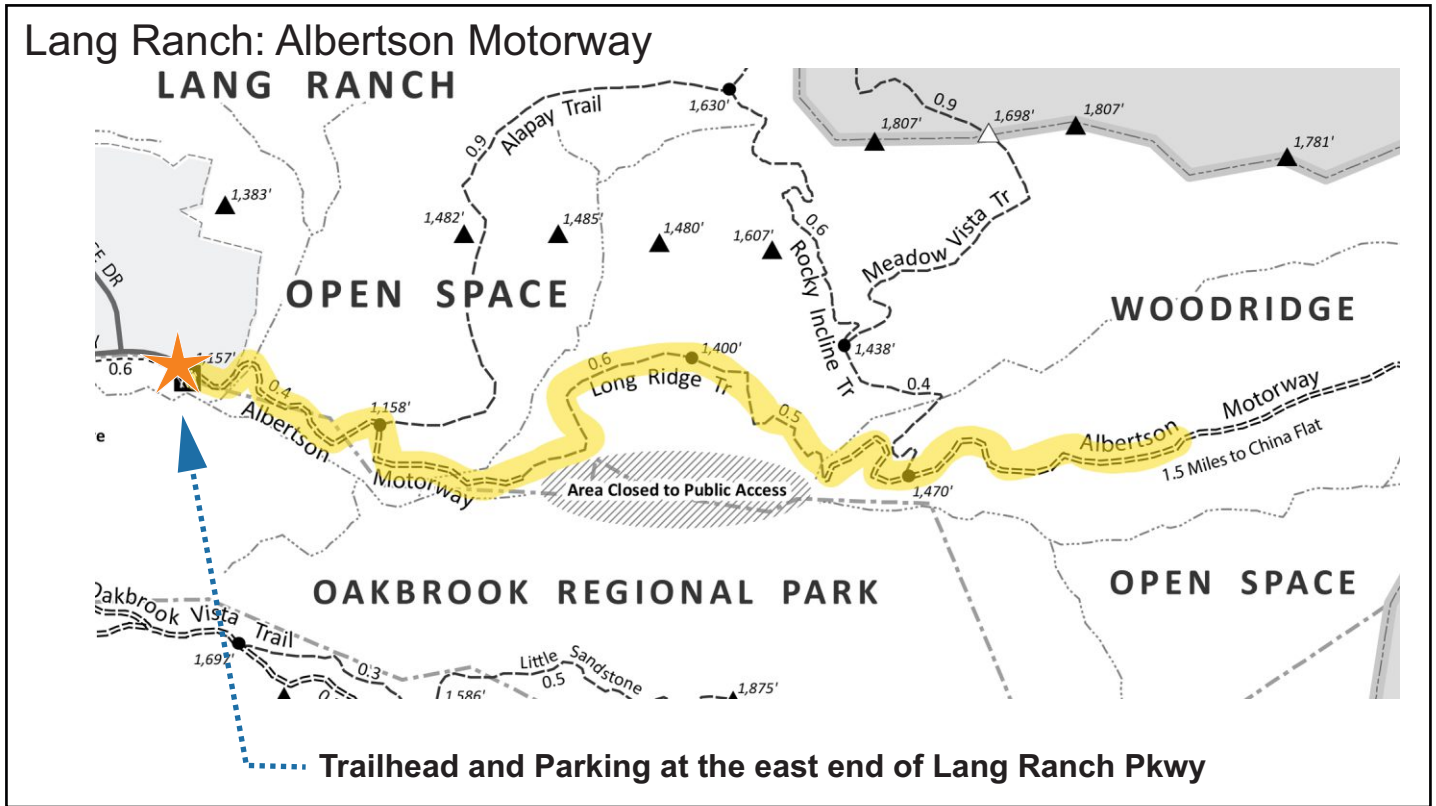 Lang Ranch: Albertson Motorway
LANG RANCH
1,630'
0.9
1,698'
1,807'
1,807'
1,781'
Alapay Trail
0.9
1,383'
1,482'
1,485'
1,480'
1,607'
0.6
Rocky Incline Tr
Meadow Vista Tr
DR
OPEN SPACE
WOODRIDGE
1,157'
0.6
0.4
1,158'
Albertson Motorway
0.6
1,400'
Long Ridge Tr
0.5
1,438'
0.4
1,470'
Albertson Motorway
1.5 Miles to China Flat
Area Closed to Public Access
OAKBROOK REGIONAL PARK
OPEN SPACE
Oakbrook Vista Trail
1,697'
0.3
Little Sandstone
0.5
1,586'
1,875'
Trailhead and Parking at the east end of Lang Ranch Pkwy